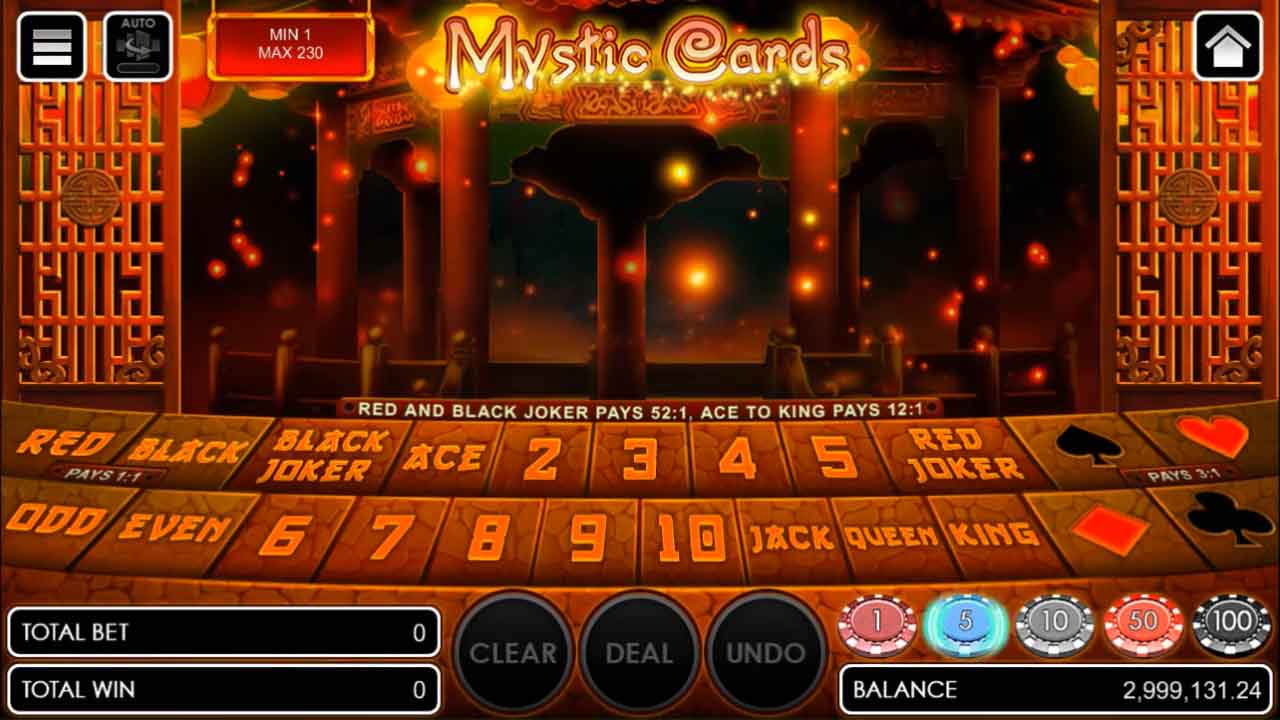 AUTO
MIN 1
MAX 230
Mystic Cards
RED AND BLACK JOKER PAYS 52:1, ACE TO KING PAYS 12:1
RED
BLACK
PAYS 1:1
BLACK
JOKER
ACE
2
3
4
5
RED
JOKER
PAYS 3:1
ODD
EVEN
6
7
8
9
10
JACK
QUEEN
KING
TOTAL BET 0
TOTAL WIN 0
CLEAR
DEAL
UNDO
1
5
10
50
100
BALANCE 2,999,131.24